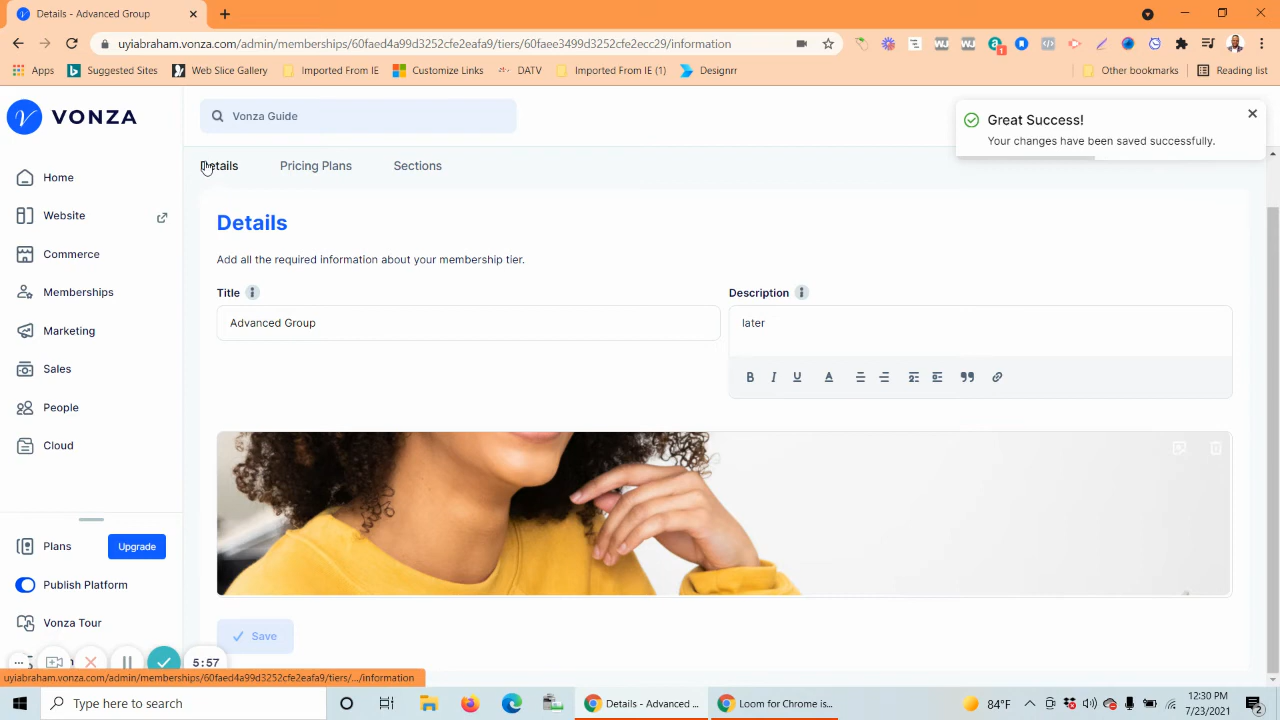 Details - Advanced Group
uyiabraham.vonza.com/admin/memberships/60faed4a99d3252cfe2eafa9/tiers/60faee3499d3252cfe2ecc29/information
Apps
Suggested Sites
Web Slice Gallery
Imported From IE
Customize Links
DATV
Imported From IE (1)
Designrr
Other bookmarks
Reading list
VONZA
Vonza Guide
Great Success!
Your changes have been saved successfully.
Home
Website
Commerce
Memberships
Marketing
Sales
People
Cloud
Plans
Upgrade
Publish Platform
Vonza Tour
Details
Pricing Plans
Sections
Details
Add all the required information about your membership tier.
Title
Advanced Group
Description
later
B I U A
Save
5:57
uyiabraham.vonza.com/admin/memberships/60faed4a99d3252cfe2eafa9/tiers/.../information
Type here to search
Details - Advanced ...
Loom for Chrome is...
84°F
12:30 PM
7/23/2021
2